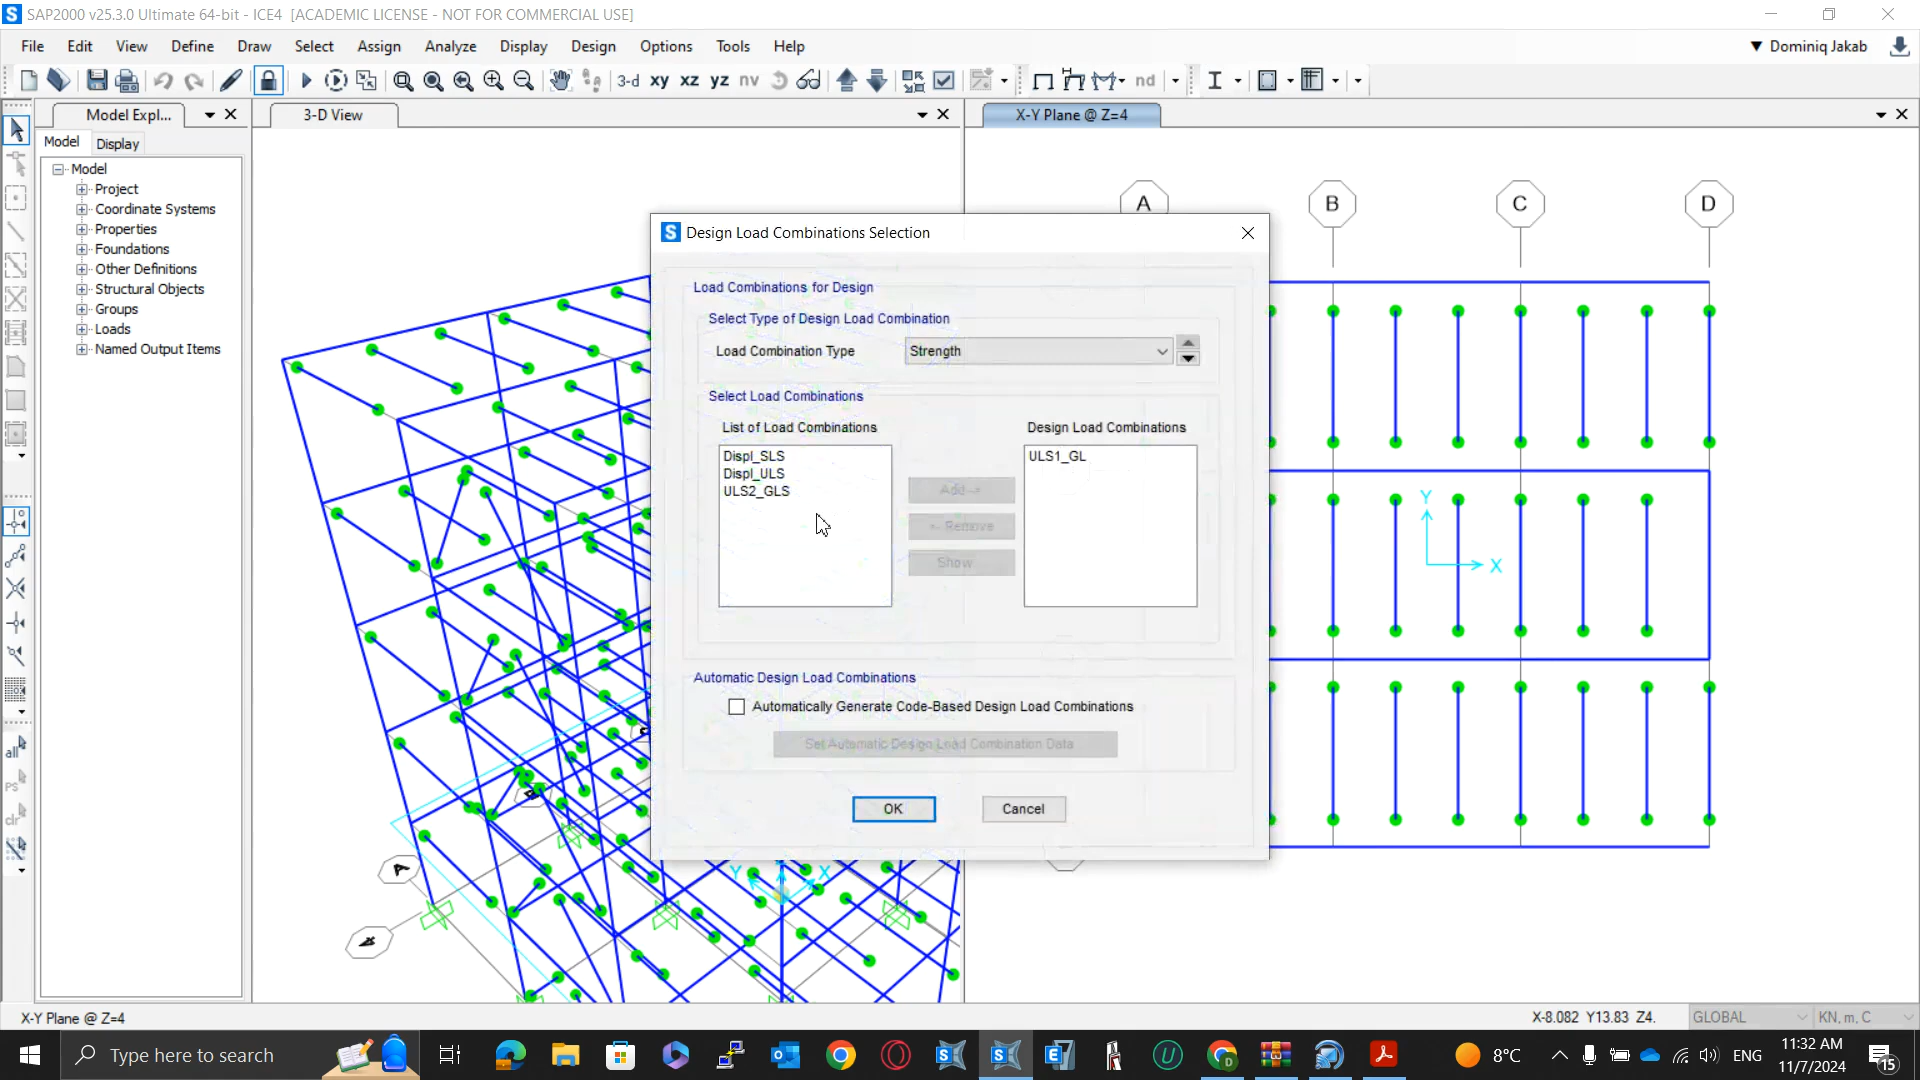 SAP2000 v25.3.0 Ultimate 64-bit - ICE4 [ACADEMIC LICENSE - NOT FOR COMMERCIAL USE]
File Edit View Define Draw Select Assign Analyze Display Design Options Tools Help
Dominiq Jakab
3-d xy xz yz nv nd
Model Expl...
3-D View
X-Y Plane @ Z=4
Model
Display
Model
Project
Coordinate Systems
Properties
Foundations
Other Definitions
Structural Objects
Groups
Loads
Named Output Items
all
PS
clr
A
B
C
D
Y
X
Y
X
A
Design Load Combinations Selection
Load Combinations for Design
Select Type of Design Load Combination
Load Combination Type
Strength
Select Load Combinations
List of Load Combinations
Design Load Combinations
Displ_SLS
Displ_ULS
ULS2_GLS
ULS1_GL
Add ->
<- Remove
Show
Automatic Design Load Combinations
Automatically Generate Code-Based Design Load Combinations
Set Automatic Design Load Combination Data
OK
Cancel
X-Y Plane @ Z=4
X-8.082 Y13.83 Z4.
GLOBAL
KN, m, C
Type here to search
8°C
ENG
11:32 AM
11/7/2024
15